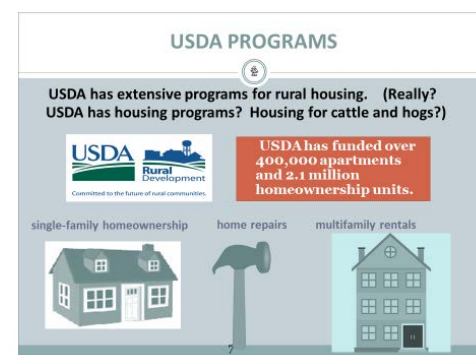 USDA PROGRAMS
USDA has extensive programs for rural housing. (Really?
USDA has housing programs? Housing for cattle and hogs?)
USDA
Rural
Development
Committed to the future of rural communities.
USDA has funded over
400,000 apartments
and 2.1 million
homeownership units.
single-family homeownership
home repairs
multifamily rentals
7